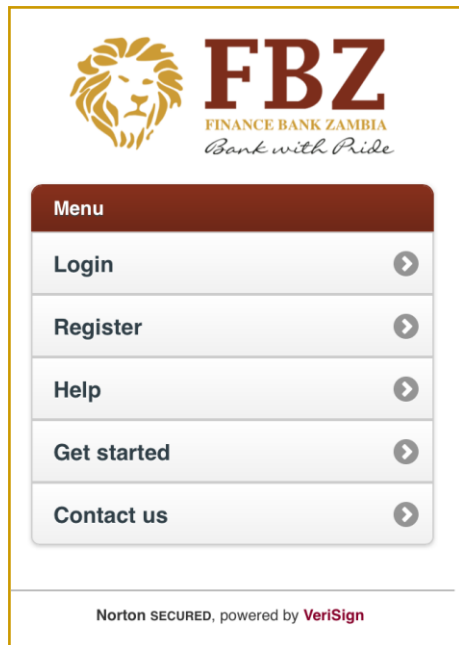 FBZ
FINANCE BANK ZAMBIA
Bank with Pride
Menu
Login
Register
Help
Get started
Contact us
Norton SECURED, powered by VeriSign